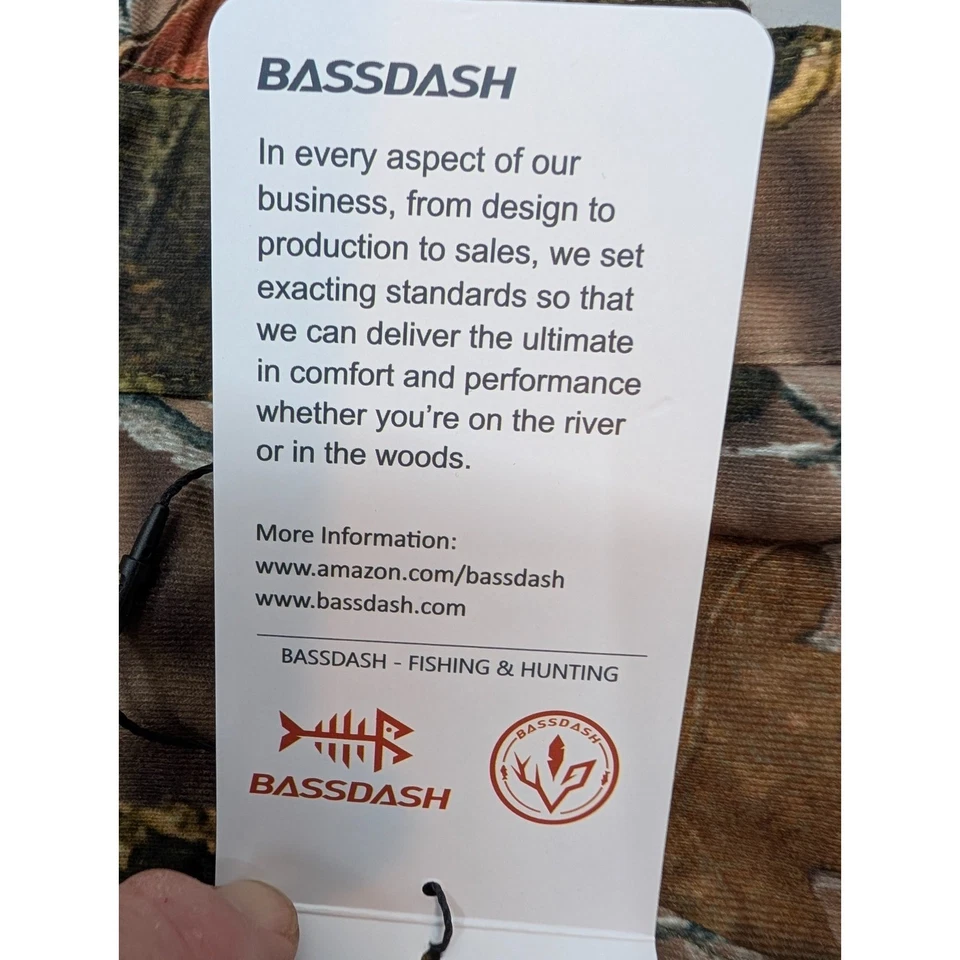 BASSDASH
In every aspect of our
business, from design to
production to sales, we set
exacting standards so that
we can deliver the ultimate
in comfort and performance
whether you're on the river
or in the woods.
More Information:
www.amazon.com/bassdash
www.bassdash.com
BASSDASH - FISHING & HUNTING
BASSDASH
BASSDASH